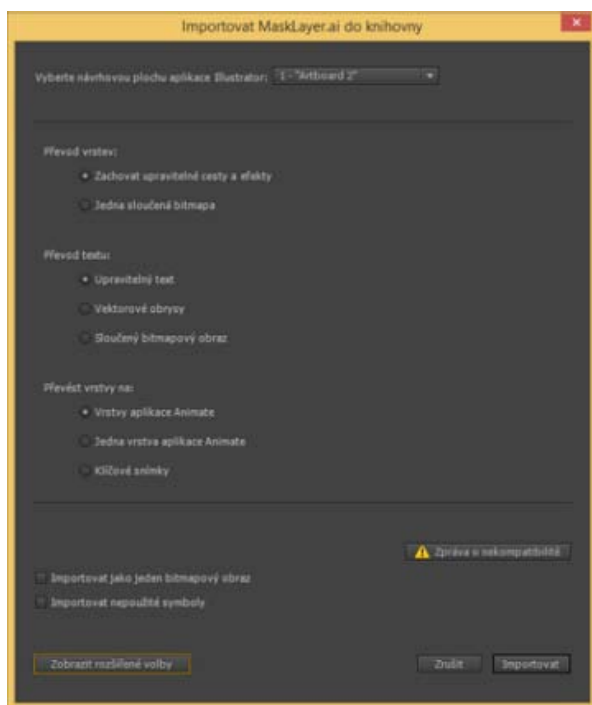 Importovat MaskLayer.ai do knihovny
Vyberte návrhovou plochu aplikace Illustrator: 1 - "Artboard 2"
Převod vrstev:
Zachovat upravitelné cesty a efekty
Jedna sloučená bitmapa
Převod textu:
Upravitelný text
Vektorové obrysy
Sloučený bitmapový obraz
Převést vrstvy na:
Vrstvy aplikace Animate
Jedna vrstva aplikace Animate
Klíčové snímky
Zpráva o nekompatibilitě
Importovat jako jeden bitmapový obraz
Importovat nepoužité symboly
Zobrazit rozšířené volby Zrušit Importovat